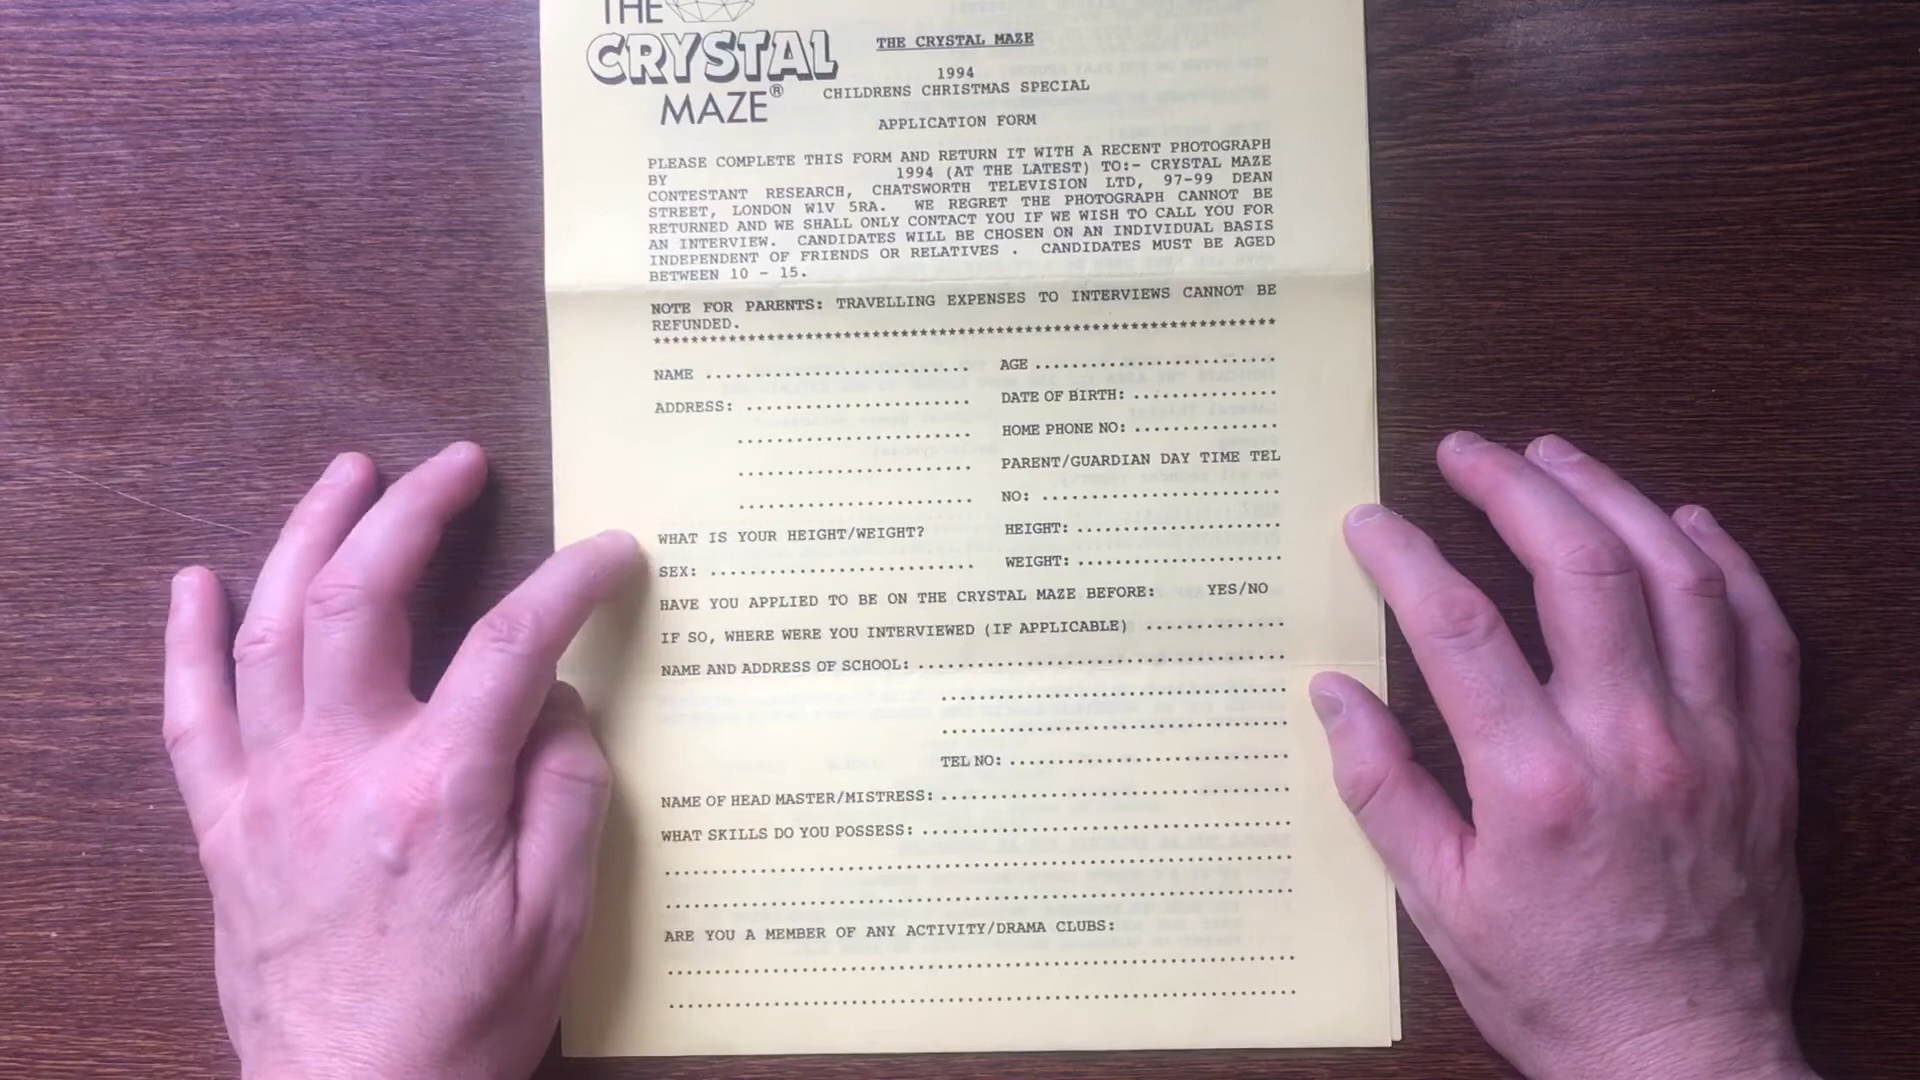 THE
CRYSTAL
MAZE®
THE CRYSTAL MAZE
1994
CHILDRENS CHRISTMAS SPECIAL
APPLICATION FORM
PLEASE COMPLETE THIS FORM AND RETURN IT WITH A RECENT PHOTOGRAPH
BY 1994 (AT THE LATEST) TO:- CRYSTAL MAZE
CONTESTANT RESEARCH, CHATSWORTH TELEVISION LTD, 97-99 DEAN
STREET, LONDON W1V 5RA. WE REGRET THE PHOTOGRAPH CANNOT BE
RETURNED AND WE SHALL ONLY CONTACT YOU IF WE WISH TO CALL YOU FOR
AN INTERVIEW. CANDIDATES WILL BE CHOSEN ON AN INDIVIDUAL BASIS
INDEPENDENT OF FRIENDS OR RELATIVES . CANDIDATES MUST BE AGED
BETWEEN 10 - 15.
NOTE FOR PARENTS: TRAVELLING EXPENSES TO INTERVIEWS CANNOT BE
REFUNDED.
******************************************************************
NAME ........................... AGE .........................
ADDRESS: ....................... DATE OF BIRTH: ...............
........................ HOME PHONE NO: ...............
........................ PARENT/GUARDIAN DAY TIME TEL
........................ NO: ........................
WHAT IS YOUR HEIGHT/WEIGHT? HEIGHT: .....................
SEX: ........................... WEIGHT: .....................
HAVE YOU APPLIED TO BE ON THE CRYSTAL MAZE BEFORE: YES/NO
IF SO, WHERE WERE YOU INTERVIEWED (IF APPLICABLE) ..............
NAME AND ADDRESS OF SCHOOL: .....................................
...................................
...................................
TEL NO: ............................
NAME OF HEAD MASTER/MISTRESS: ...................................
WHAT SKILLS DO YOU POSSESS: .....................................
................................................................
................................................................
ARE YOU A MEMBER OF ANY ACTIVITY/DRAMA CLUBS:
................................................................
................................................................